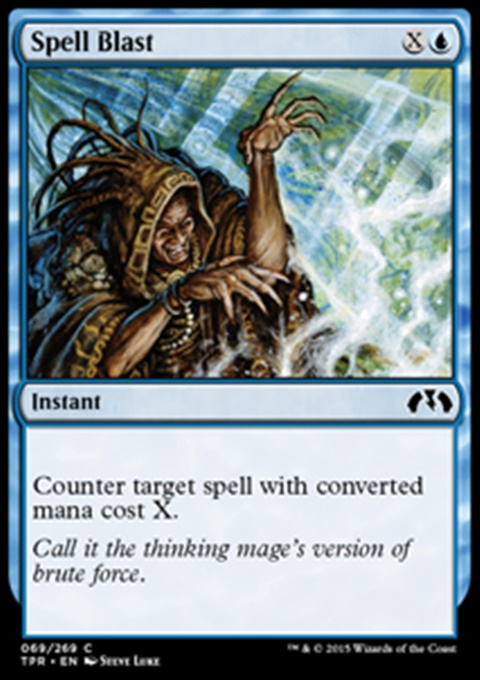 Spell Blast X
Instant
Counter target spell with converted
mana cost X.
Call it the thinking mage's version of
brute force.
069/269 C
TPR • EN Steve Luke
™ & © 2015 Wizards of the Coast